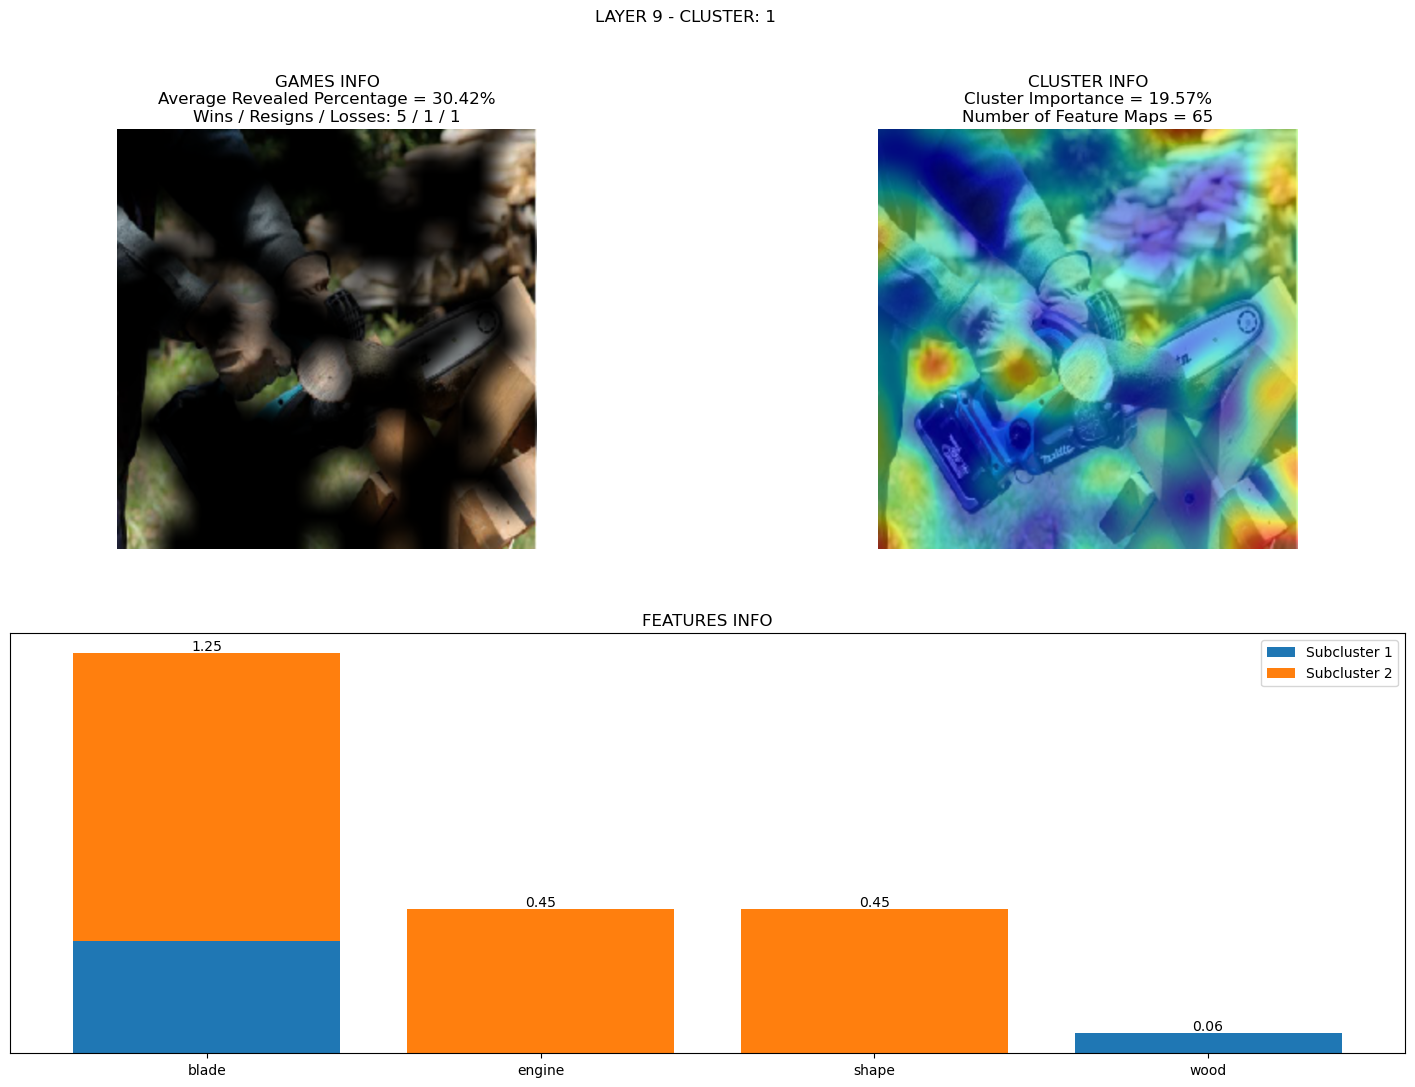 LAYER 9 - CLUSTER: 1
GAMES INFO
Average Revealed Percentage = 30.42%
Wins / Resigns / Losses: 5 / 1 / 1
CLUSTER INFO
Cluster Importance = 19.57%
Number of Feature Maps = 65
FEATURES INFO
1.25
Subcluster 1
Subcluster 2
0.45
0.45
0.06
blade
engine
shape
wood